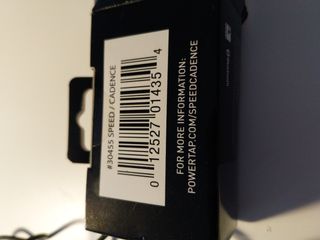 #30455 SPEED / CADENCE
0 12527 01435 4
FOR MORE INFORMATION:
POWERTAP.COM/SPEEDCADENCE